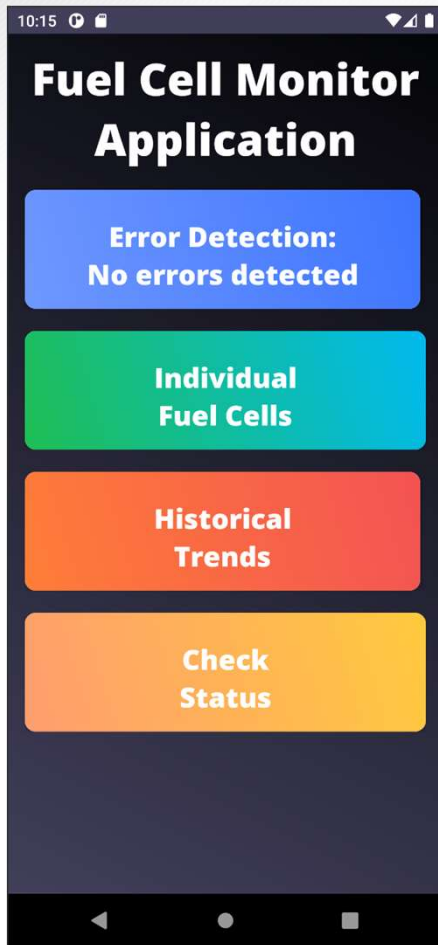 10:15
Fuel Cell Monitor
Application
Error Detection:
No errors detected
Individual
Fuel Cells
Historical
Trends
Check
Status